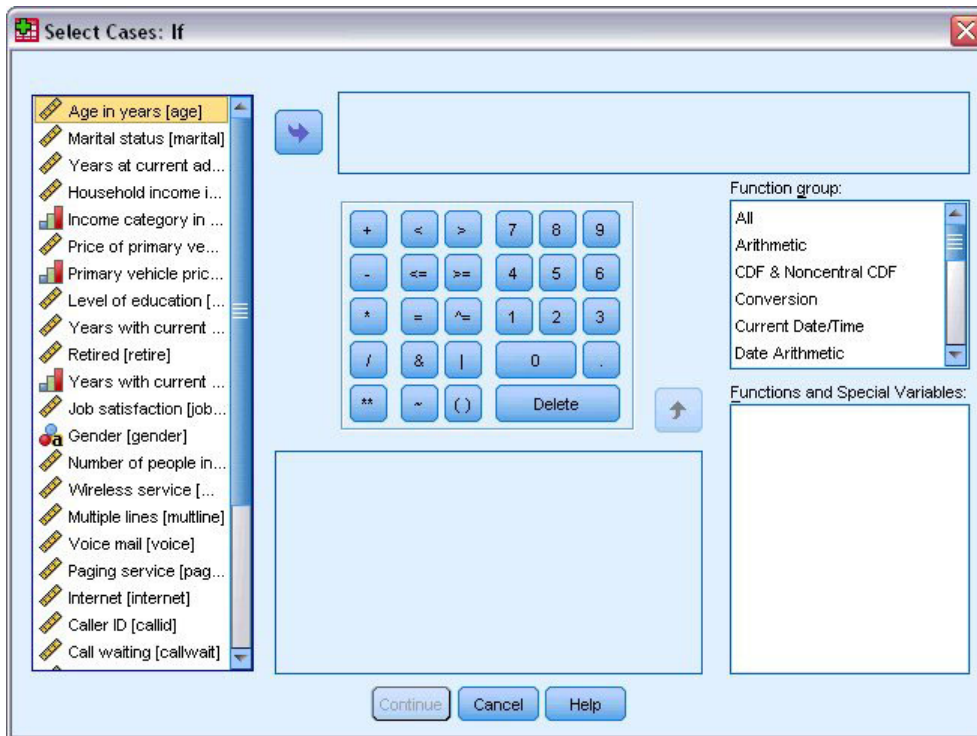 Select Cases: If
Age in years [age]
Marital status [marital]
Years at current ad...
Household income i...
Income category in ...
Price of primary ve...
Primary vehicle pric...
Level of education [...
Years with current ...
Retired [retire]
Years with current ...
Job satisfaction [job...
Gender [gender]
Number of people in...
Wireless service [...
Multiple lines [multline]
Voice mail [voice]
Paging service [pag...
Internet [internet]
Caller ID [callid]
Call waiting [callwait]
+ < > 7 8 9
- <= >= 4 5 6
* = ^= 1 2 3
/ & | 0 .
** ~ ( ) Delete
Function group:
All
Arithmetic
CDF & Noncentral CDF
Conversion
Current Date/Time
Date Arithmetic
Functions and Special Variables:
Continue Cancel Help